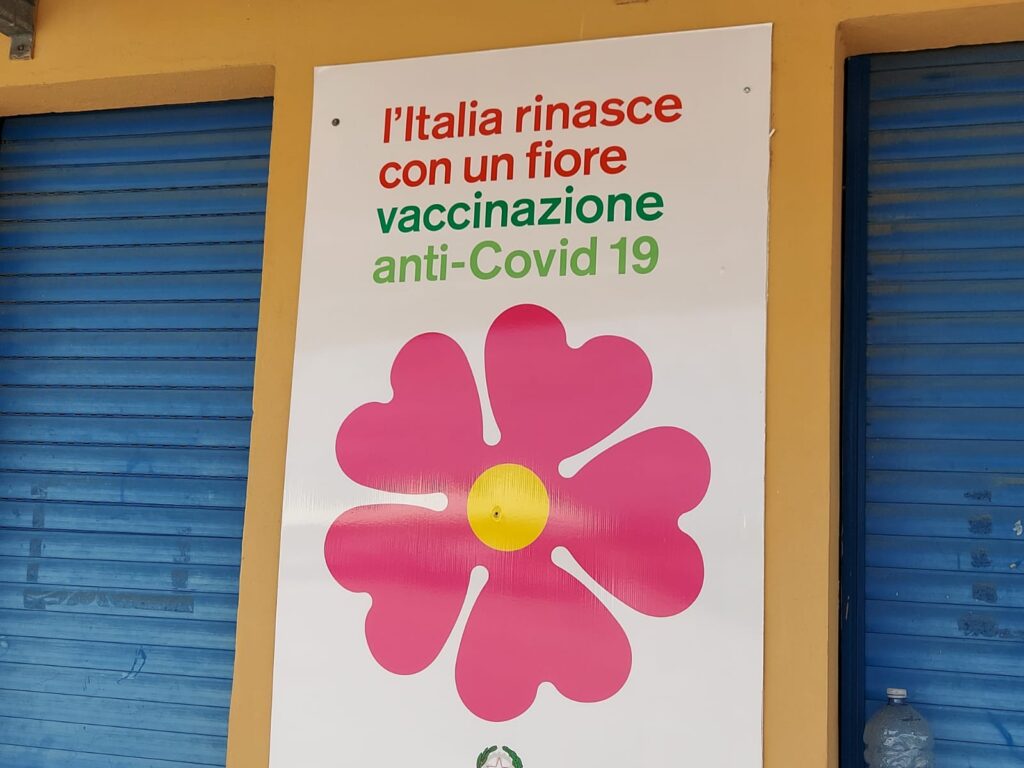 l'Italia rinasce
con un fiore
vaccinazione
anti-Covid 19